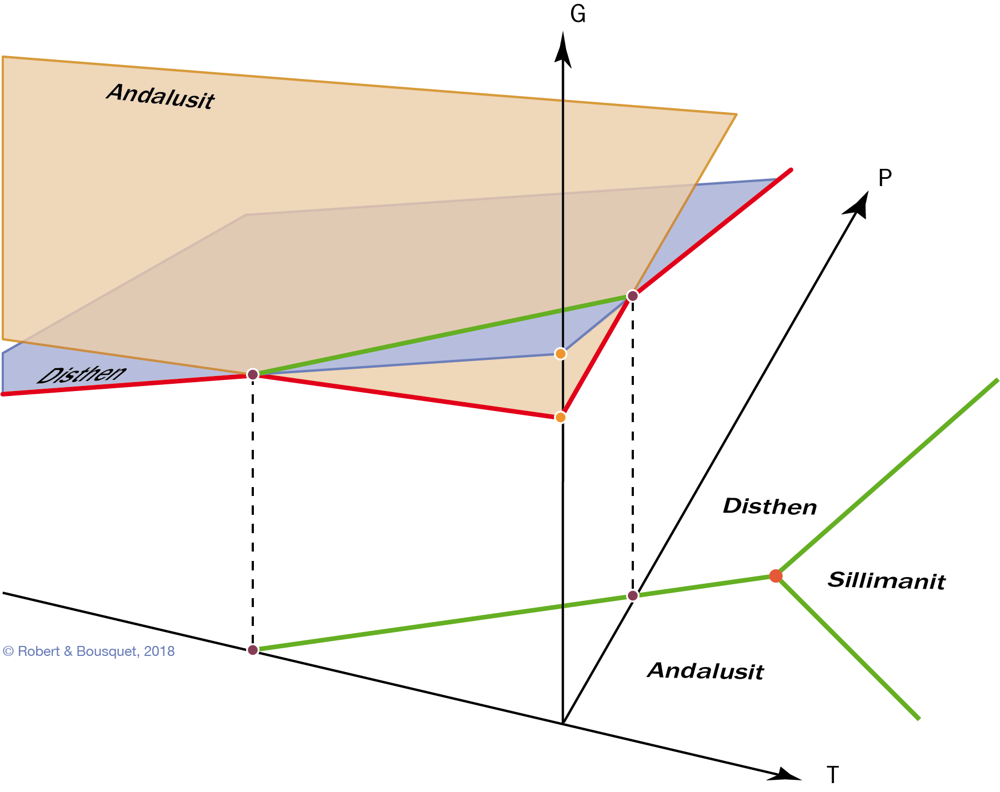 G
Andalusit
P
Disthen
Disthen
Sillimanit
© Robert & Bousquet, 2018
Andalusit
T